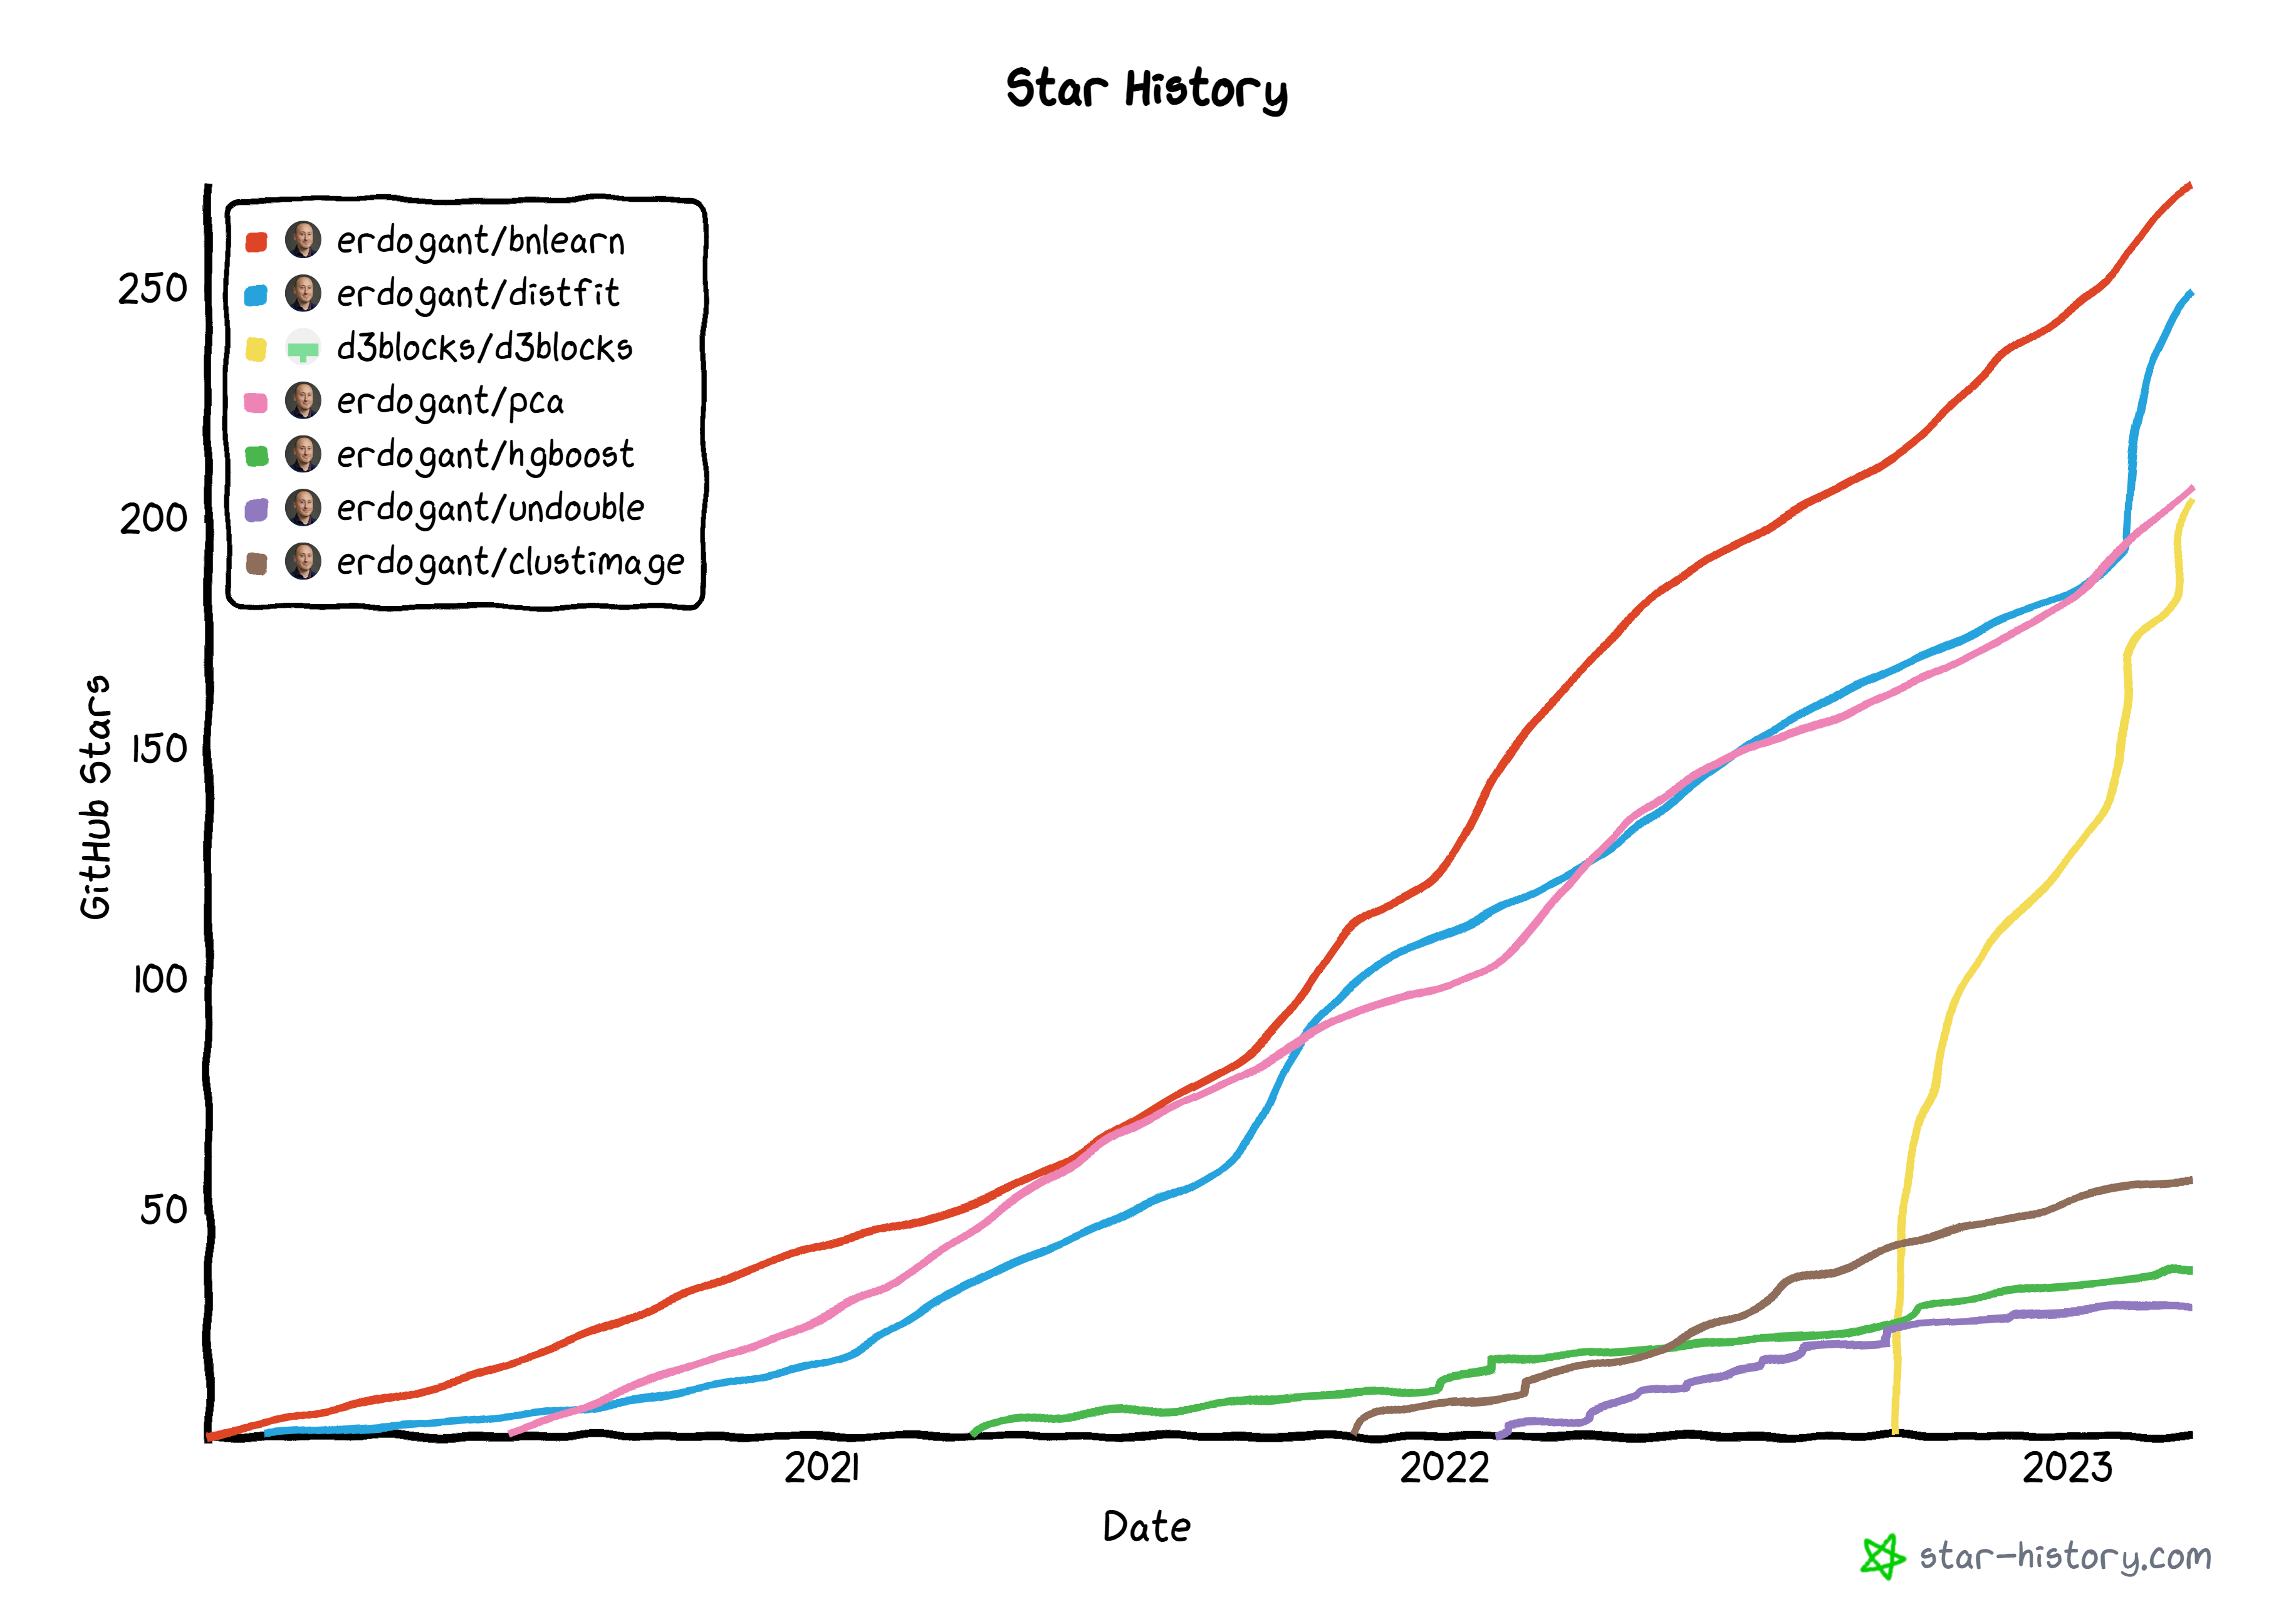 Star History
erdogant/bnlearn
erdogant/distfit
d3blocks/d3blocks
erdogant/pca
erdogant/hgboost
erdogant/undouble
erdogant/clustimage
250
200
150
100
50
GitHub Stars
2021
2022
2023
Date
star-history.com